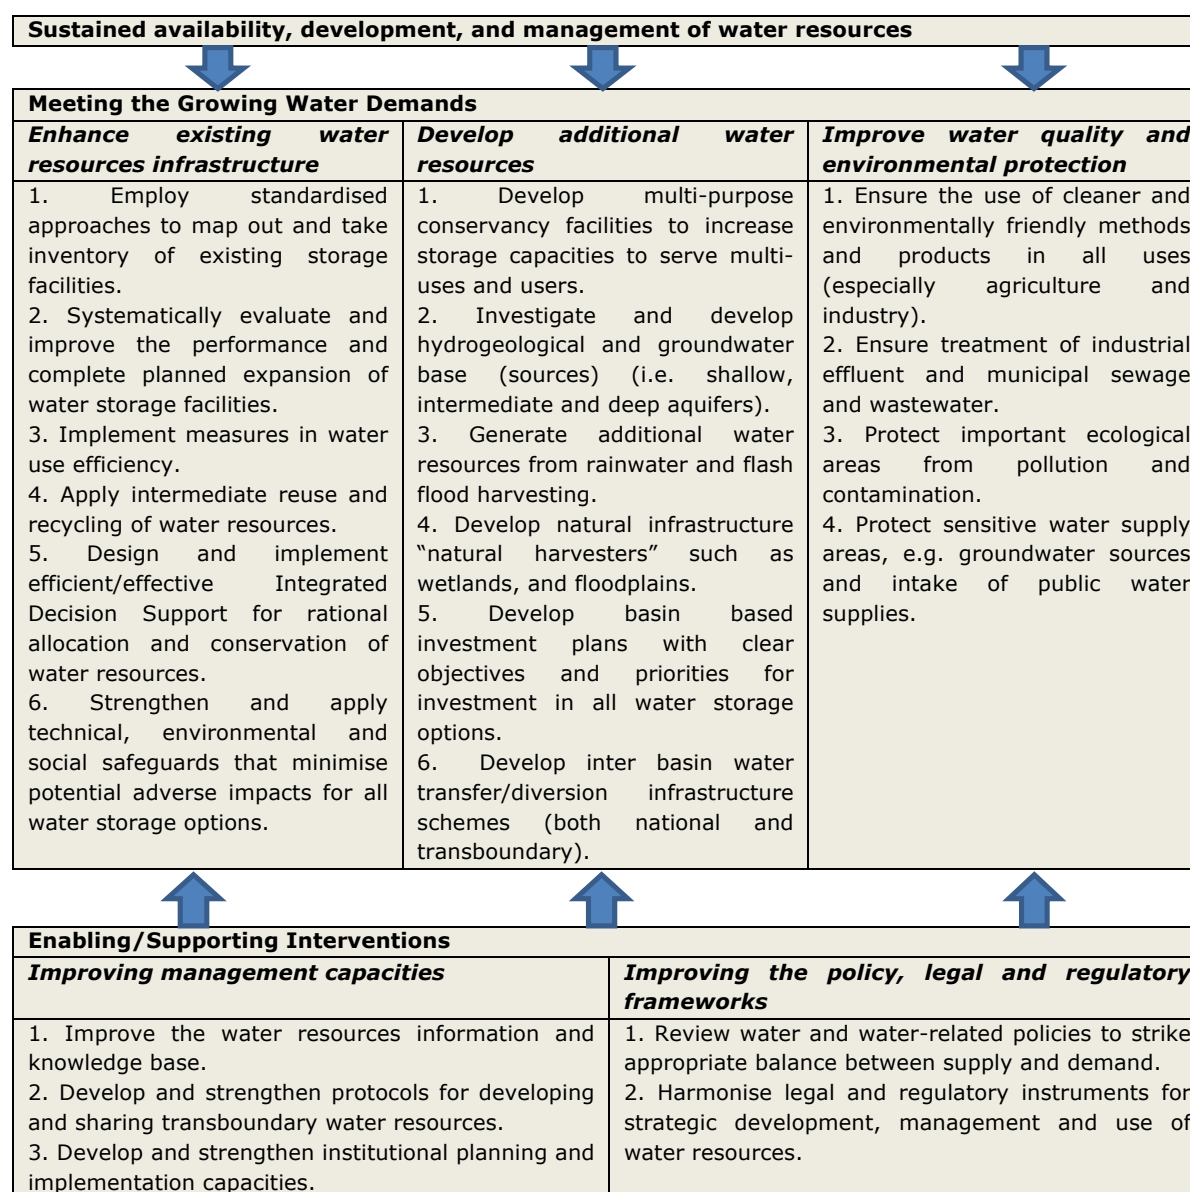 Sustained availability, development, and management of water resources
Meeting the Growing Water Demands
Enhance existing water
resources infrastructure
1. Employ standardised
approaches to map out and take
inventory of existing storage
facilities.
2. Systematically evaluate and
improve the performance and
complete planned expansion of
water storage facilities.
3. Implement measures in water
use efficiency.
4. Apply intermediate reuse and
recycling of water resources.
5. Design and implement
efficient/effective Integrated
Decision Support for rational
allocation and conservation of
water resources.
6. Strengthen and apply
technical, environmental and
social safeguards that minimise
potential adverse impacts for all
water storage options.
Develop additional water
resources
1. Develop multi-purpose
conservancy facilities to increase
storage capacities to serve multi-
uses and users.
2. Investigate and develop
hydrogeological and groundwater
base (sources) (i.e. shallow,
intermediate and deep aquifers).
3. Generate additional water
resources from rainwater and flash
flood harvesting.
4. Develop natural infrastructure
“natural harvesters” such as
wetlands, and floodplains.
5. Develop basin based
investment plans with clear
objectives and priorities for
investment in all water storage
options.
6. Develop inter basin water
transfer/diversion infrastructure
schemes (both national and
transboundary).
Improve water quality and
environmental protection
1. Ensure the use of cleaner and
environmentally friendly methods
and products in all uses
(especially agriculture and
industry).
2. Ensure treatment of industrial
effluent and municipal sewage
and wastewater.
3. Protect important ecological
areas from pollution and
contamination.
4. Protect sensitive water supply
areas, e.g. groundwater sources
and intake of public water
supplies.
Enabling/Supporting Interventions
Improving management capacities
1. Improve the water resources information and
knowledge base.
2. Develop and strengthen protocols for developing
and sharing transboundary water resources.
3. Develop and strengthen institutional planning and
implementation capacities.
Improving the policy, legal and regulatory
frameworks
1. Review water and water-related policies to strike
appropriate balance between supply and demand.
2. Harmonise legal and regulatory instruments for
strategic development, management and use of
water resources.